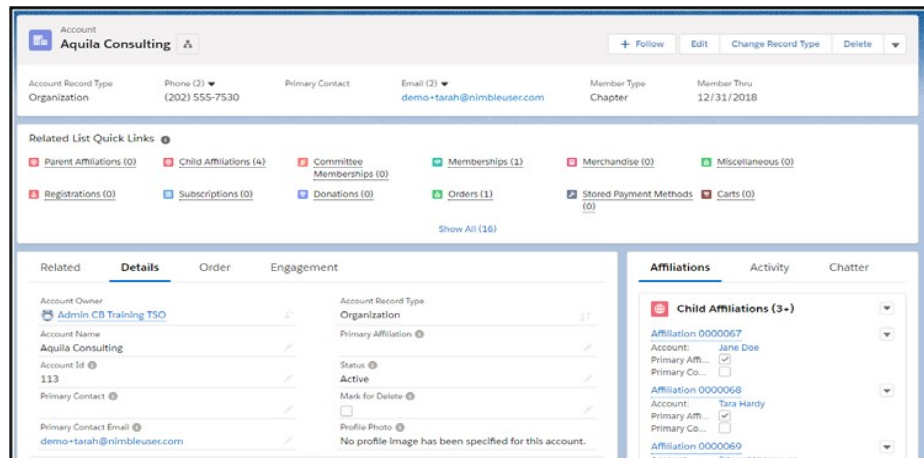 Account
Aquila Consulting
+ Follow Edit Change Record Type Delete
Account Record Type Phone (2) Primary Contact Email (2) Member Type Member Thru
Organization (202) 555-7530 demo+tarah@nimbleuser.com Chapter 12/31/2018
Related List Quick Links
Parent Affiliations (0) Child Affiliations (4) Committee Memberships (0) Memberships (1) Merchandise (0) Miscellaneous (0)
Registrations (0) Subscriptions (0) Donations (0) Orders (1) Stored Payment Methods (0) Carts (0)
Show All (16)
Related Details Order Engagement
Account Owner Account Record Type
Admin CB Training TSO Organization
Account Name Primary Affiliation
Aquila Consulting
Account Id Status
113 Active
Primary Contact Mark for Delete
Primary Contact Email Profile Photo
demo+tarah@nimbleuser.com No profile image has been specified for this account.
Affiliations Activity Chatter
Child Affiliations (3+)
Affiliation 0000067
Account: Jane Doe
Primary Affi...
Primary Co...
Affiliation 0000068
Account: Tara Hardy
Primary Affi...
Primary Co...
Affiliation 0000069